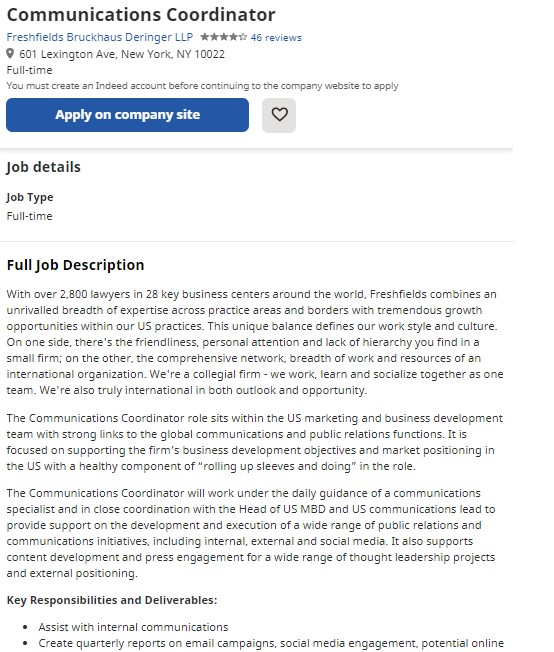 Communications Coordinator
Freshfields Bruckhaus Deringer LLP 46 reviews
601 Lexington Ave, New York, NY 10022
Full-time
You must create an Indeed account before continuing to the company website to apply
Apply on company site
Job details
Job Type
Full-time
Full Job Description
With over 2,800 lawyers in 28 key business centers around the world, Freshfields combines an
unrivalled breadth of expertise across practice areas and borders with tremendous growth
opportunities within our US practices. This unique balance defines our work style and culture.
On one side, there's the friendliness, personal attention and lack of hierarchy you find in a
small firm; on the other, the comprehensive network, breadth of work and resources of an
international organization. We're a collegial firm - we work, learn and socialize together as one
team. We're also truly international in both outlook and opportunity.
The Communications Coordinator role sits within the US marketing and business development
team with strong links to the global communications and public relations functions. It is
focused on supporting the firm's business development objectives and market positioning in
the US with a healthy component of “rolling up sleeves and doing” in the role.
The Communications Coordinator will work under the daily guidance of a communications
specialist and in close coordination with the Head of US MBD and US communications lead to
provide support on the development and execution of a wide range of public relations and
communications initiatives, including internal, external and social media. It also supports
content development and press engagement for a wide range of thought leadership projects
and external positioning.
Key Responsibilities and Deliverables:
• Assist with internal communications
• Create quarterly reports on email campaigns, social media engagement, potential online